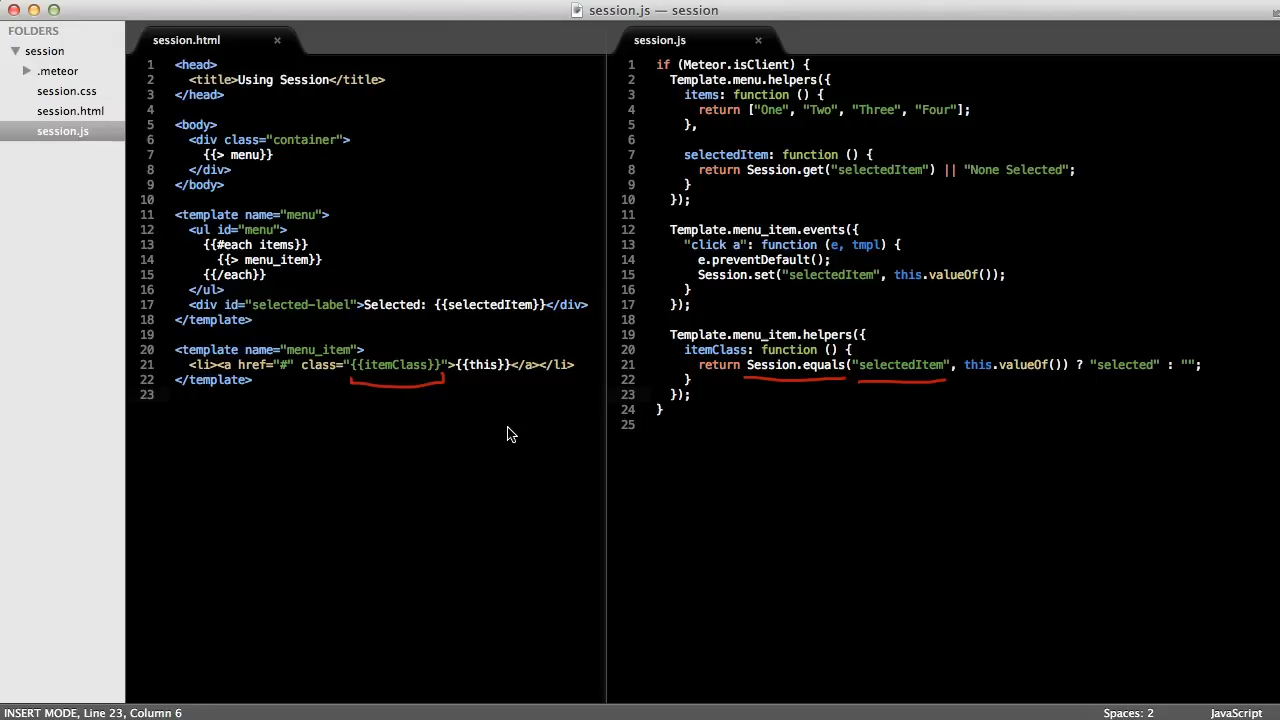 session.js — session
FOLDERS
session
.meteor
session.css
session.html
session.js
session.html ×
1 <head>
2 <title>Using Session</title>
3 </head>
4
5 <body>
6 <div class="container">
7 {{> menu}}
8 </div>
9 </body>
10
11 <template name="menu">
12 <ul id="menu">
13 {{#each items}}
14 {{> menu_item}}
15 {{/each}}
16 </ul>
17 <div id="selected-label">Selected: {{selectedItem}}</div>
18 </template>
19
20 <template name="menu_item">
21 <li><a href="#" class="{{itemClass}}">{{this}}</a></li>
22 </template>
23
session.js ×
1 if (Meteor.isClient) {
2 Template.menu.helpers({
3 items: function () {
4 return ["One", "Two", "Three", "Four"];
5 },
6
7 selectedItem: function () {
8 return Session.get("selectedItem") || "None Selected";
9 }
10 });
11
12 Template.menu_item.events({
13 "click a": function (e, tmpl) {
14 e.preventDefault();
15 Session.set("selectedItem", this.valueOf());
16 }
17 });
18
19 Template.menu_item.helpers({
20 itemClass: function () {
21 return Session.equals("selectedItem", this.valueOf()) ? "selected" : "";
22 }
23 });
24 }
25
INSERT MODE, Line 23, Column 6
Spaces: 2
JavaScript